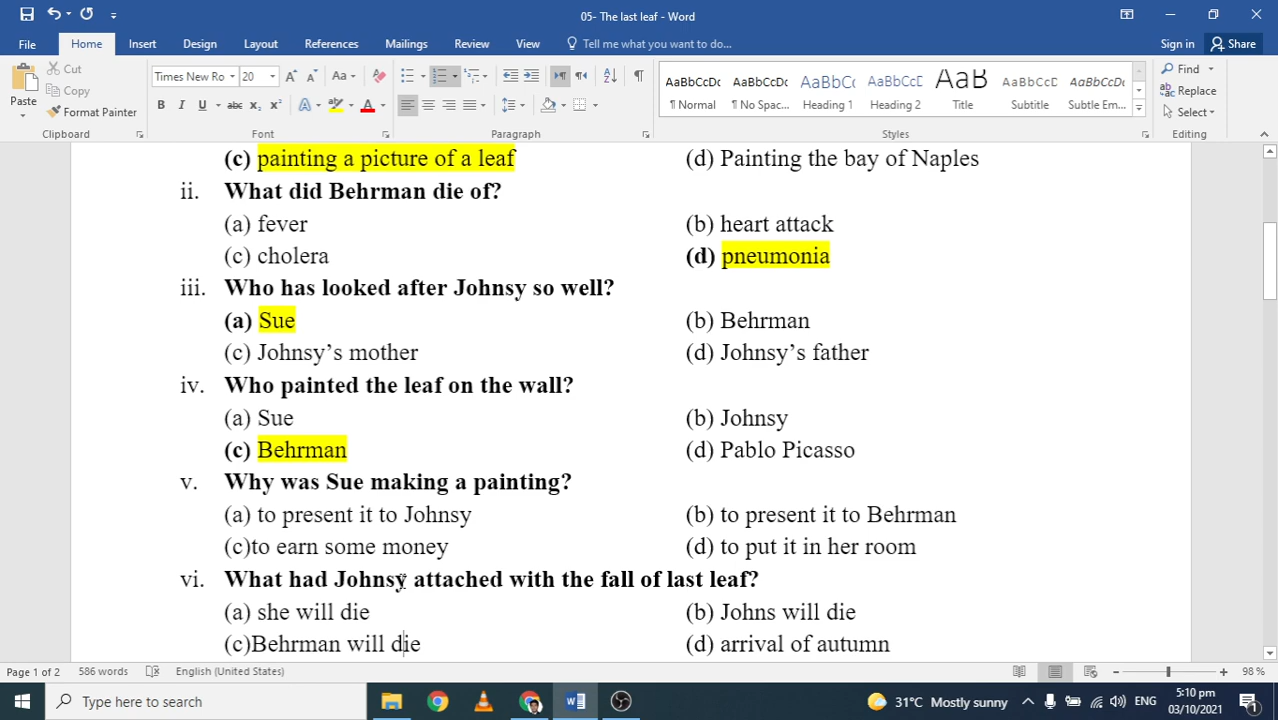 05- The last leaf - Word
File Home Insert Design Layout References Mailings Review View Tell me what you want to do... Sign in Share
Cut
Copy
Format Painter
Paste
Clipboard
Times New Ro 20
Font
Paragraph
AaBbCcDc AaBbCcDc AaBbCc AaBbCcD AaB AaBbCcD AaBbCcDc
¶ Normal ¶ No Spac... Heading 1 Heading 2 Title Subtitle Subtle Em...
Styles
Find
Replace
Select
Editing
(c) painting a picture of a leaf (d) Painting the bay of Naples
ii. What did Behrman die of?
(a) fever (b) heart attack
(c) cholera (d) pneumonia
iii. Who has looked after Johnsy so well?
(a) Sue (b) Behrman
(c) Johnsy’s mother (d) Johnsy’s father
iv. Who painted the leaf on the wall?
(a) Sue (b) Johnsy
(c) Behrman (d) Pablo Picasso
v. Why was Sue making a painting?
(a) to present it to Johnsy (b) to present it to Behrman
(c)to earn some money (d) to put it in her room
vi. What had Johnsy attached with the fall of last leaf?
(a) she will die (b) Johns will die
(c)Behrman will die (d) arrival of autumn
Page 1 of 2 586 words English (United States) 98 %
Type here to search 31°C Mostly sunny ENG 5:10 pm
03/10/2021